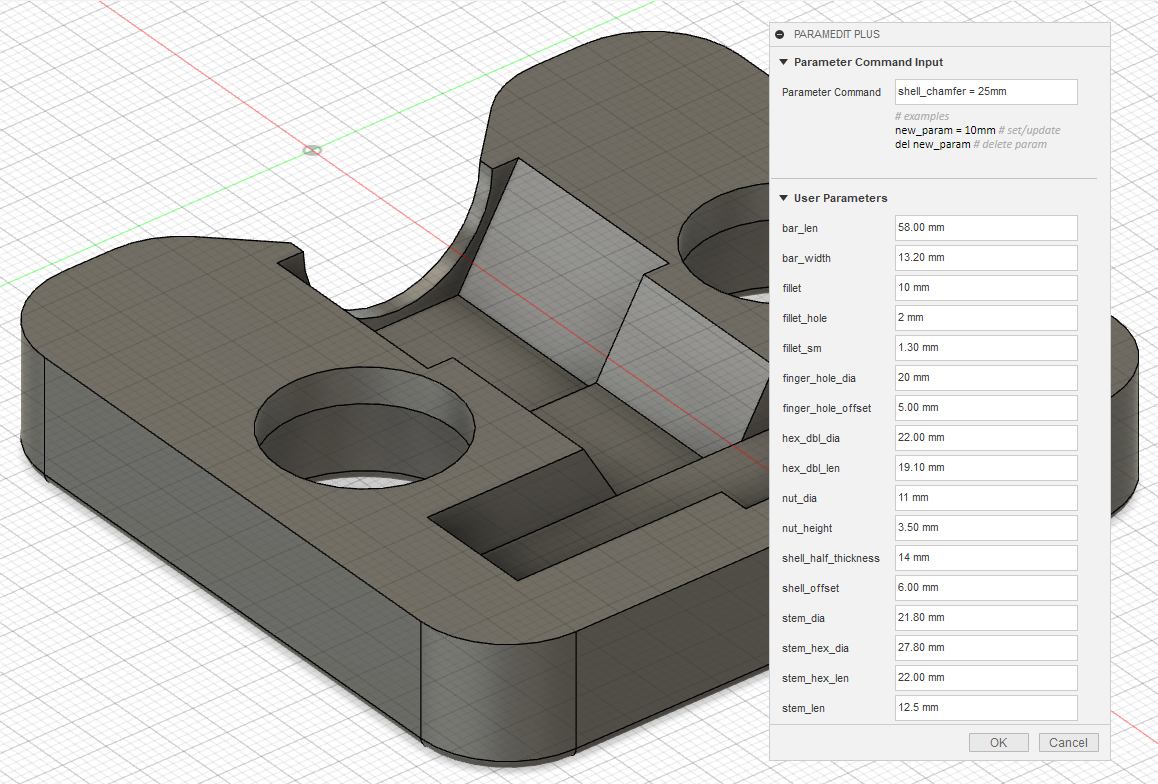 PARAMEDIT PLUS
Parameter Command Input
Parameter Command shell_chamfer = 25mm
# examples
new_param = 10mm # set/update
del new_param # delete param
User Parameters
bar_len 58.00 mm
bar_width 13.20 mm
fillet 10 mm
fillet_hole 2 mm
fillet_sm 1.30 mm
finger_hole_dia 20 mm
finger_hole_offset 5.00 mm
hex_dbl_dia 22.00 mm
hex_dbl_len 19.10 mm
nut_dia 11 mm
nut_height 3.50 mm
shell_half_thickness 14 mm
shell_offset 6.00 mm
stem_dia 21.80 mm
stem_hex_dia 27.80 mm
stem_hex_len 22.00 mm
stem_len 12.5 mm
OK Cancel